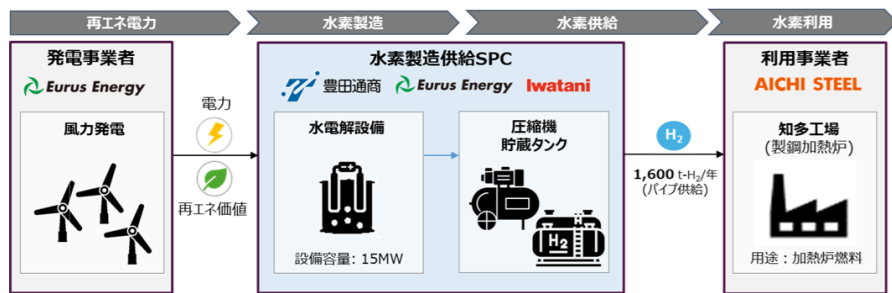 再エネ電力
水素製造
水素供給
水素利用
発電事業者
Eurus Energy
風力発電
電力
再エネ価値
水素製造供給SPC
豊田通商
Eurus Energy
Iwatani
水電解設備
設備容量: 15MW
圧縮機
貯蔵タンク
H2
H₂
1,600 t-H₂/年
(パイプ供給)
利用事業者
AICHI STEEL
知多工場
(製鋼加熱炉)
用途：加熱炉燃料